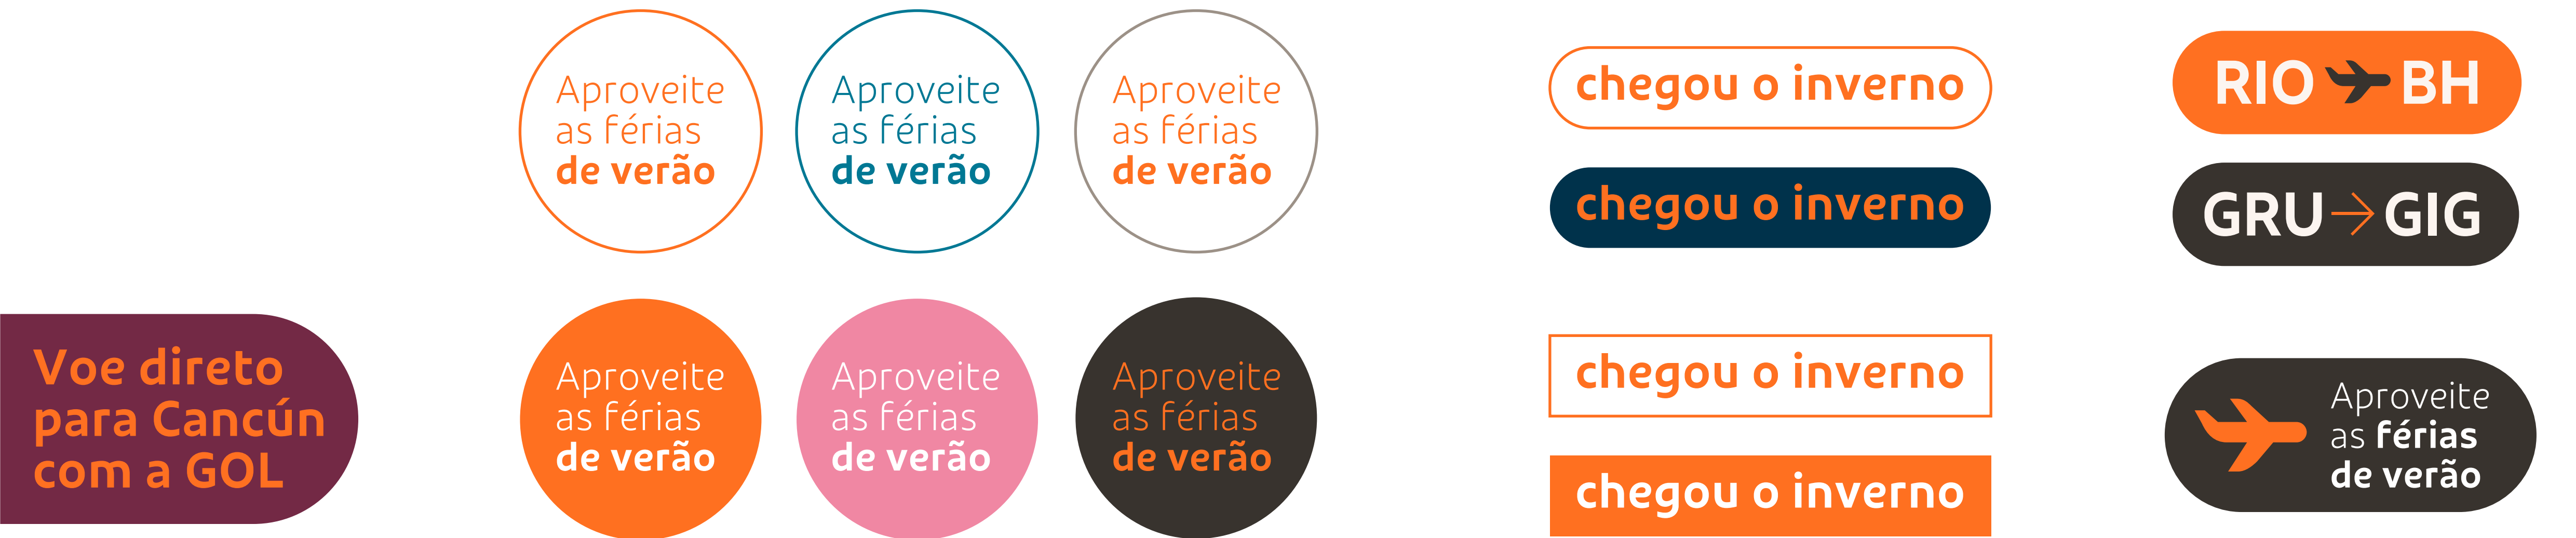 Voe direto
para Cancún
com a GOL
Aproveite
as férias
de verão
Aproveite
as férias
de verão
Aproveite
as férias
de verão
Aproveite
as férias
de verão
Aproveite
as férias
de verão
Aproveite
as férias
de verão
chegou o inverno
chegou o inverno
chegou o inverno
chegou o inverno
RIO BH
GRU→GIG
Aproveite
as férias
de verão